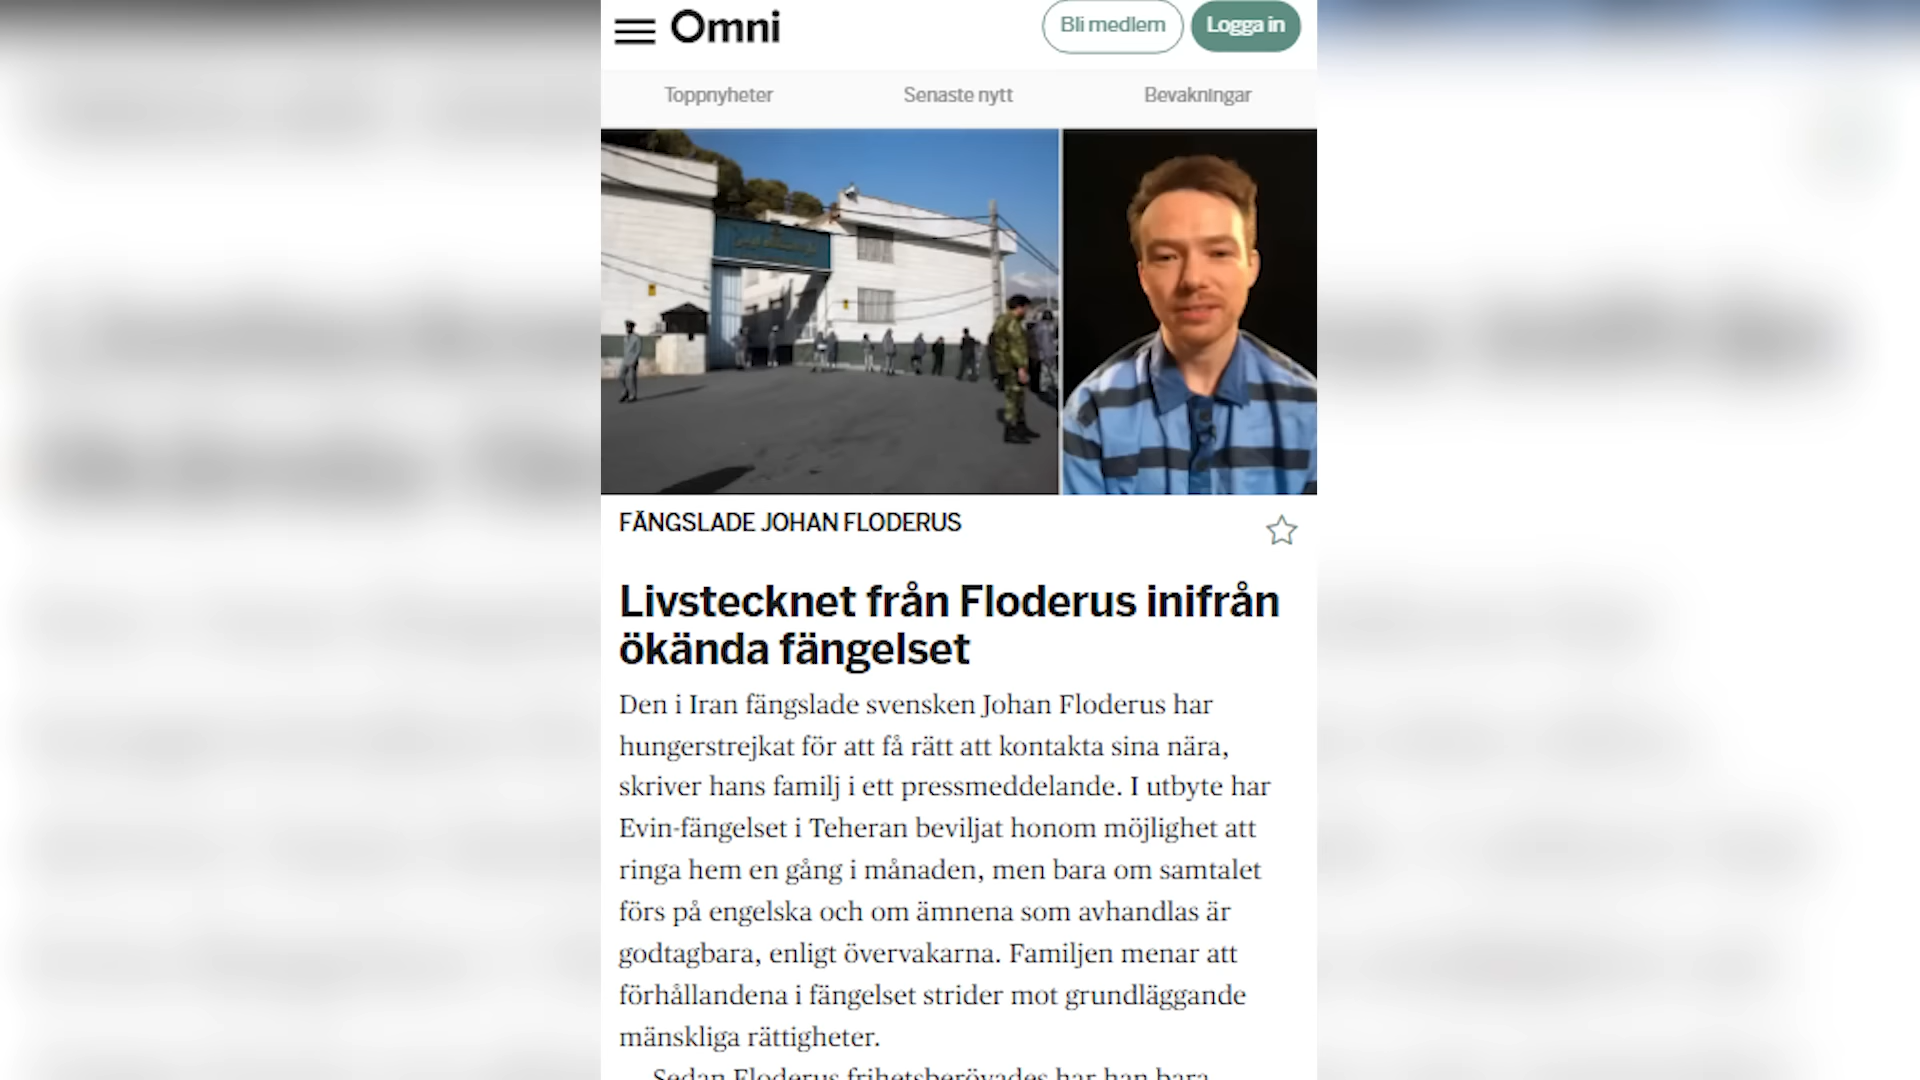 Omni
Bli medlem
Logga in
Toppnyheter
Senaste nytt
Bevakningar
FÄNGSLADE JOHAN FLODERUS
Livstecknet från Floderus inifrån
ökända fängelset
Den i Iran fängslade svensken Johan Floderus har
hungerstrejkat för att få rätt att kontakta sina nära,
skriver hans familj i ett pressmeddelande. I utbyte har
Evin-fängelset i Teheran beviljat honom möjlighet att
ringa hem en gång i månaden, men bara om samtalet
förs på engelska och om ämnena som avhandlas är
godtagbara, enligt övervakarna. Familjen menar att
förhållandena i fängelset strider mot grundläggande
mänskliga rättigheter.
Sedan Floderus frihetsberövades har han bara